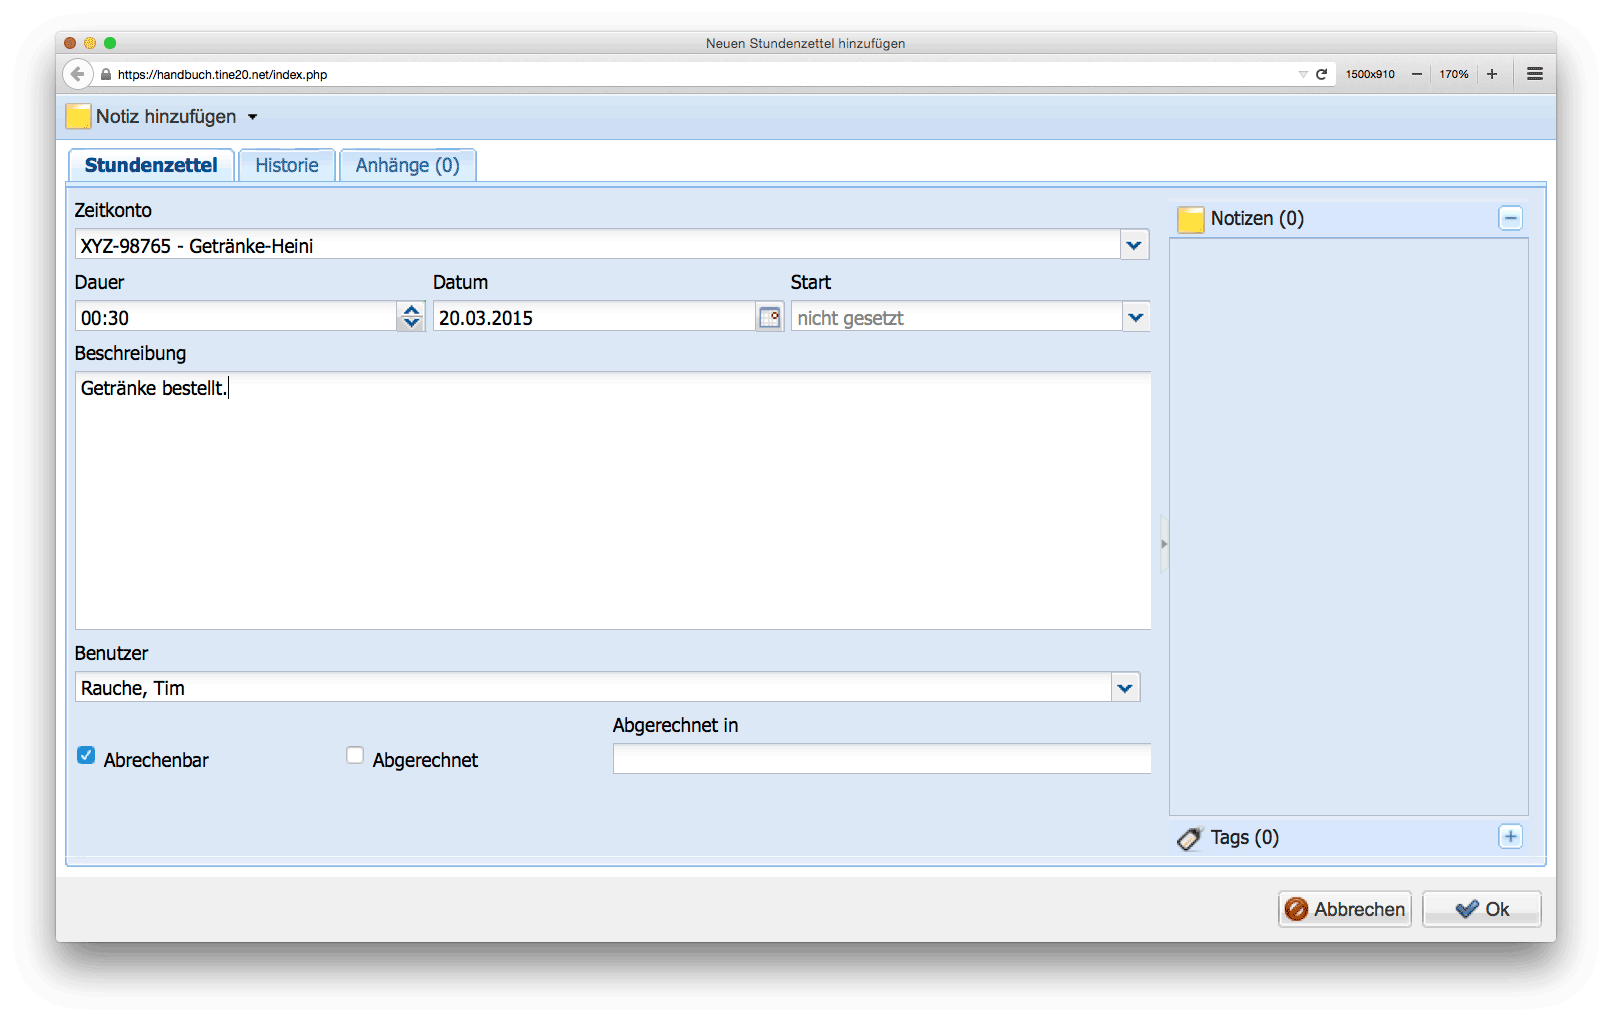 Neuen Stundenzettel hinzufügen
https://handbuch.tine20.net/index.php 1500x910 170%
Notiz hinzufügen
Stundenzettel Historie Anhänge (0)
Zeitkonto
XYZ-98765 - Getränke-Heini
Dauer Datum Start
00:30 20.03.2015 nicht gesetzt
Beschreibung
Getränke bestellt.
Benutzer
Rauche, Tim
Abgerechnet in
Abrechenbar Abgerechnet
Notizen (0)
Tags (0)
Abbrechen Ok